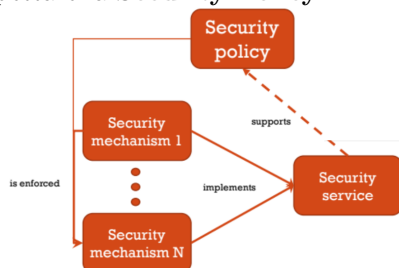 Security
policy
supports
Security
mechanism 1
is enforced
implements
Security
service
Security
mechanism N